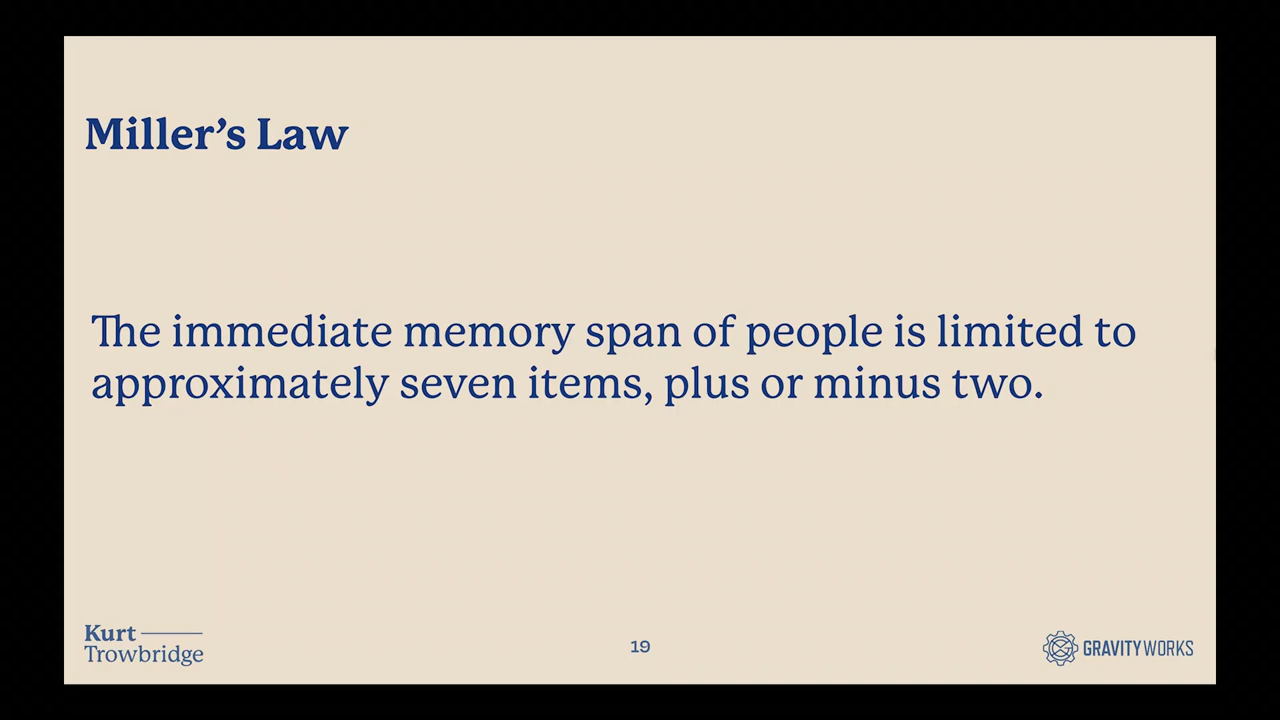 Miller’s Law
The immediate memory span of people is limited to
approximately seven items, plus or minus two.
Kurt
Trowbridge
19
GRAVITY WORKS